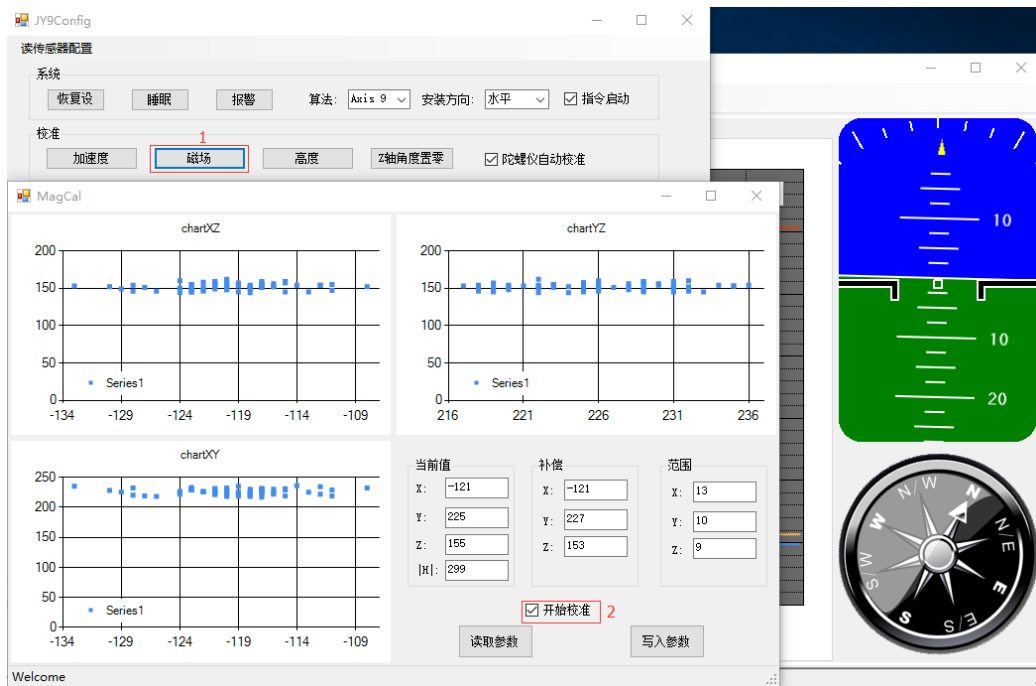 JY9Config
读传感器配置
系统
恢复设 睡眠 报警 算法: Axis 9 安装方向: 水平 指令启动
校准
1
加速度 磁场 高度 Z轴角度置零 陀螺仪自动校准
MagCal
chartXZ
200
150
100
50
0
-134 -129 -124 -119 -114 -109
Series1
chartYZ
200
150
100
50
0
216 221 226 231 236
Series1
chartXY
250
200
150
100
50
0
-134 -129 -124 -119 -114 -109
Series1
当前值
X: -121
Y: 225
Z: 155
|H|: 299
补偿
X: -121
Y: 227
Z: 153
范围
X: 13
Y: 10
Z: 9
开始校准 2
读取参数 写入参数
Welcome
10
10
20
N/W
N
N/E
E
S/E
S
S/W
W